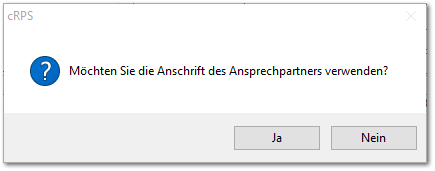 cRPS
Möchten Sie die Anschrift des Ansprechpartners verwenden?
Ja
Nein